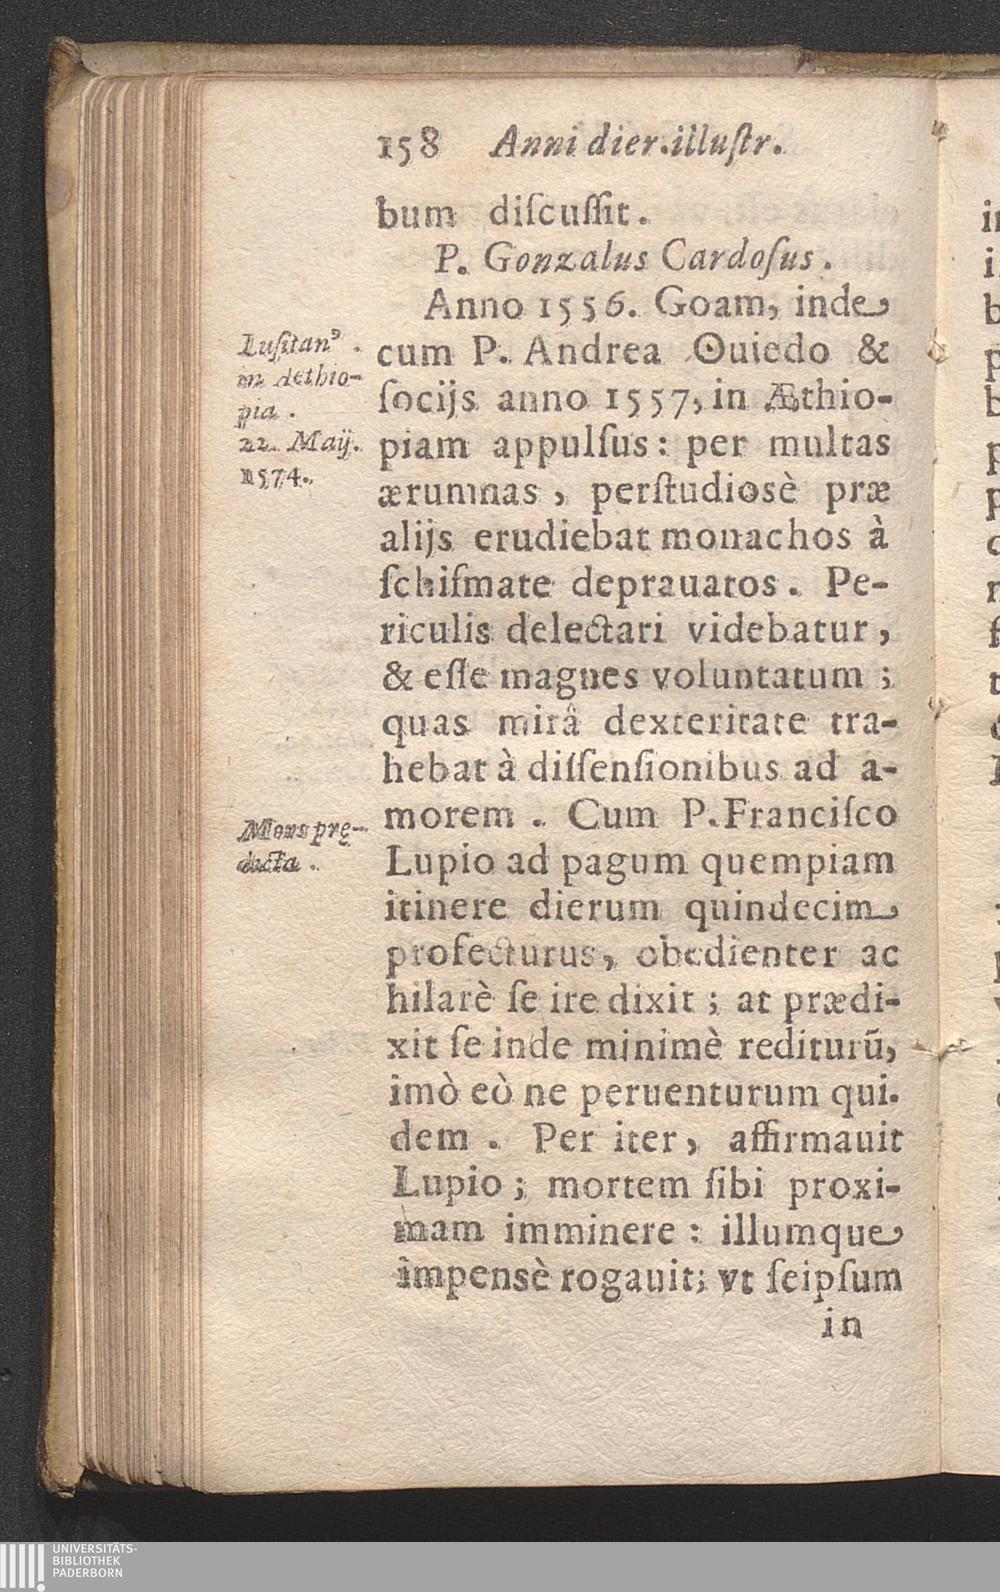 158 Anni dier.illuſtr.
bum diſcuſſit.
P. Gonzalus Cardoſus.
Anno 1556. Goam, inde
cum P. Andrea Ouiedo &
ſocijs anno 1557, in Æthio-
piam appulſus: per multas
ærumnas, perſtudiosè præ
alijs erudiebat monachos à
ſchiſmate deprauatos. Pe-
riculis delectari videbatur,
& eſſe magnes voluntatum;
quas mirâ dexteritate tra-
hebat à diſſenſionibus ad a-
morem. Cum P. Franciſco
Lupio ad pagum quempiam
itinere dierum quindecim
profecturus, obedienter ac
hilarè ſe ire dixit; at prædi-
xit ſe inde minimè rediturū,
imò eò ne peruenturum qui.
dem. Per iter, affirmauit
Lupio; mortem ſibi proxi-
mam imminere: illumque
impensè rogauit; vt ſeipſum
in
Luſitanꝰ.
in Aethio-
pia.
22. Maij.
1574.
Mors prę-
dicta.
UNIVERSITÄTS-
BIBLIOTHEK
PADERBORN